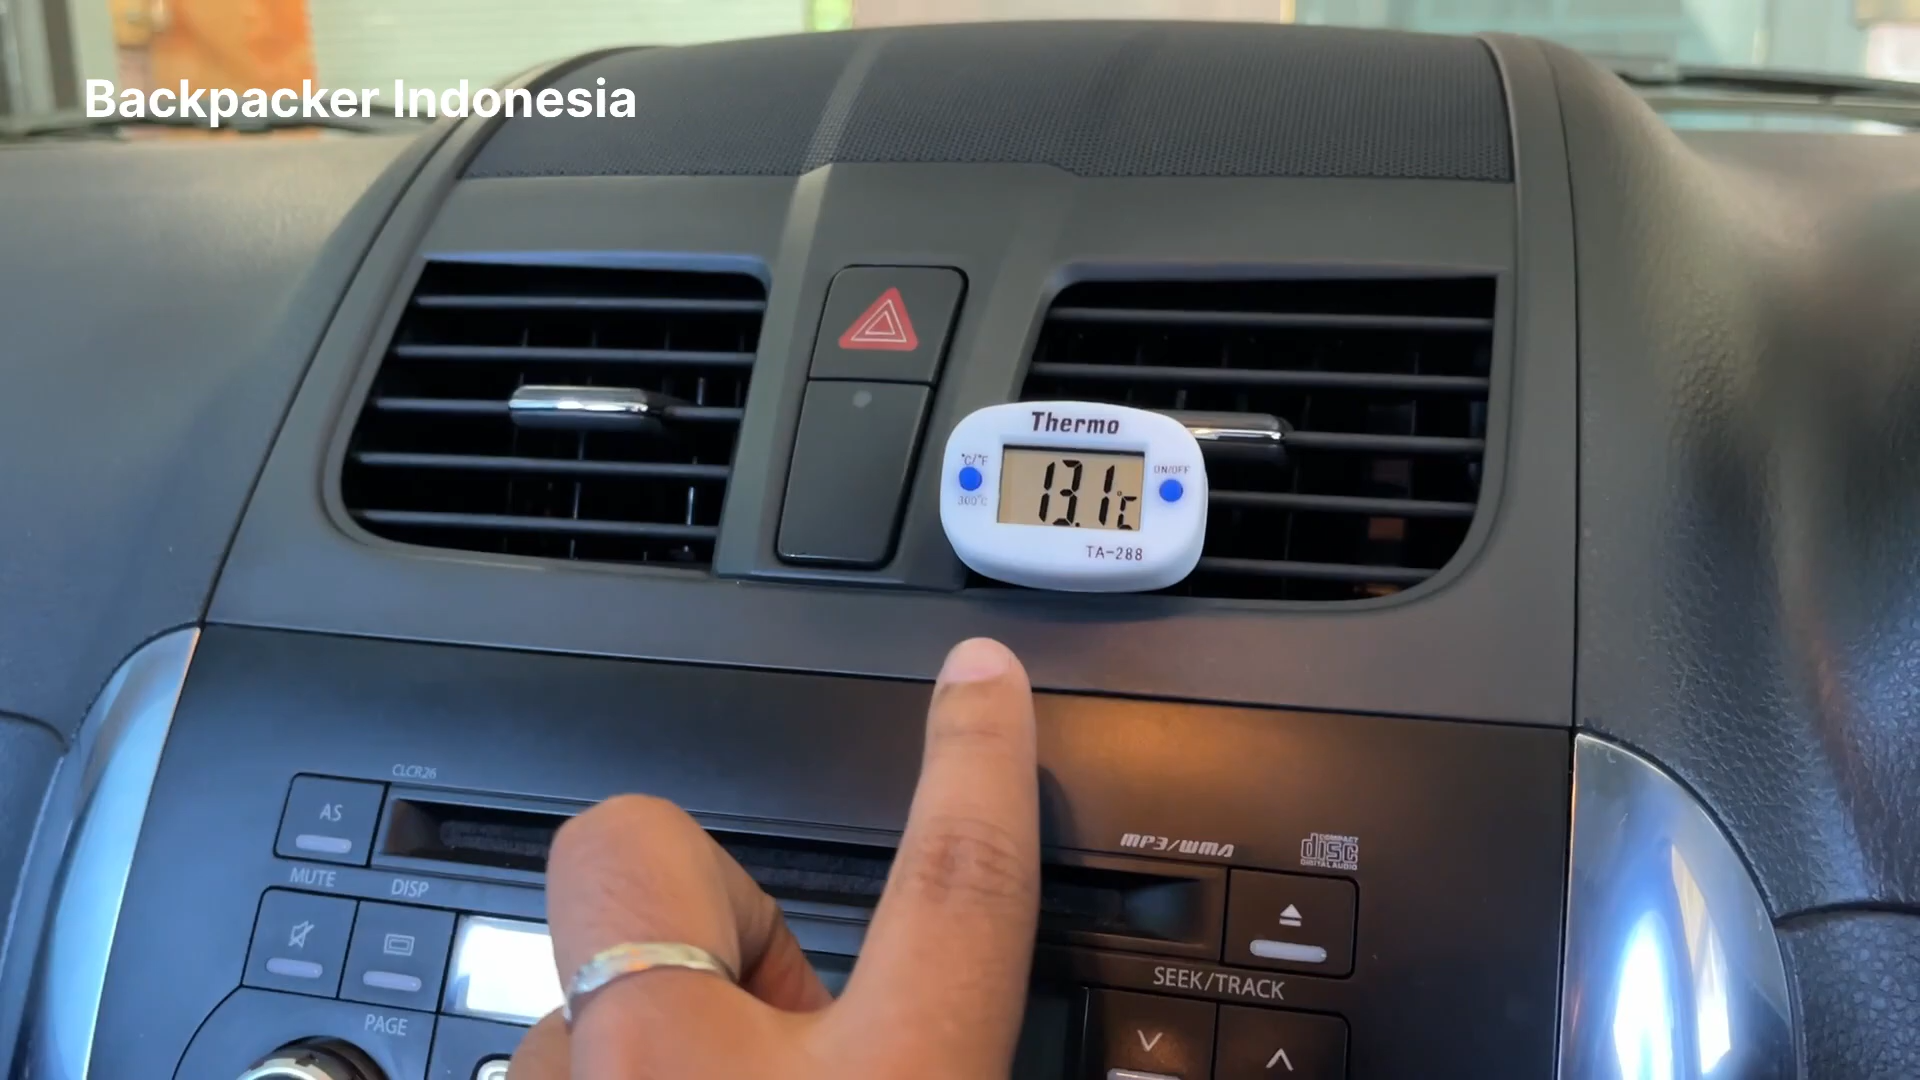 Backpacker Indonesia
Thermo
°C/°F
ON/OFF
300°C
13.1°C
TA-288
CLCR26
AS
MP3/WMA
COMPACT
disc
DIGITAL AUDIO
MUTE
DISP
SEEK/TRACK
PAGE